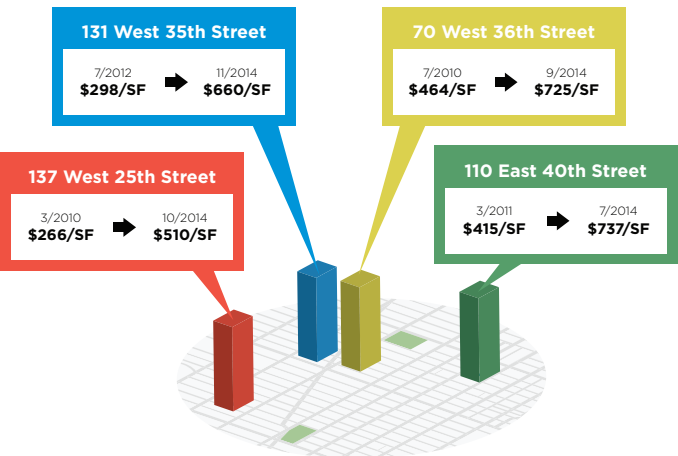 131 West 35th Street
7/2012 11/2014
$298/SF $660/SF
70 West 36th Street
7/2010 9/2014
$464/SF $725/SF
137 West 25th Street
3/2010 10/2014
$266/SF $510/SF
110 East 40th Street
3/2011 7/2014
$415/SF $737/SF